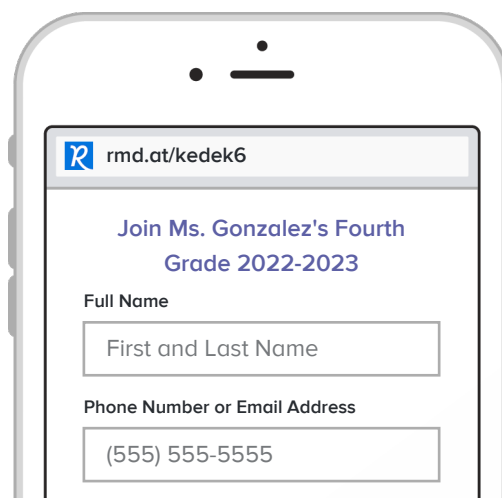 rmd.at/kedek6
Join Ms. Gonzalez's Fourth
Grade 2022-2023
Full Name
First and Last Name
Phone Number or Email Address
(555) 555-5555